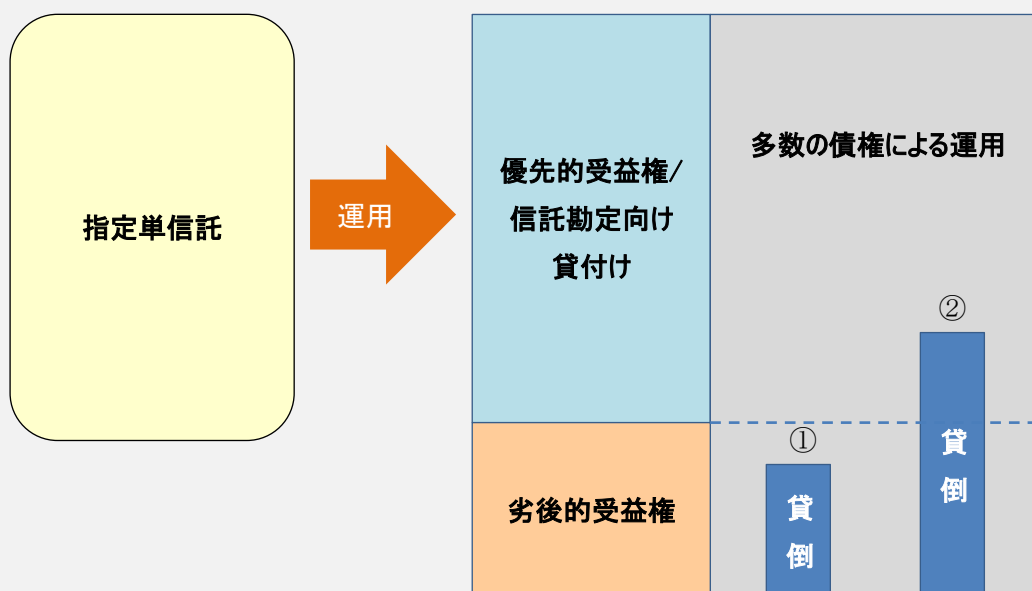 指定単信託
運用
優先的受益権/
信託勘定向け
貸付け
劣後的受益権
多数の債権による運用
①
貸
倒
②
貸
倒